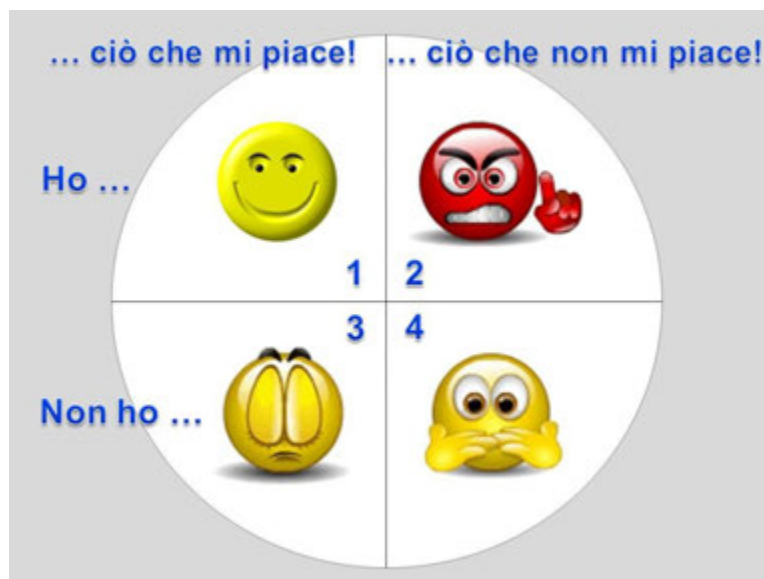 … ciò che mi piace!
… ciò che non mi piace!
Ho …
1
2
3
4
Non ho …